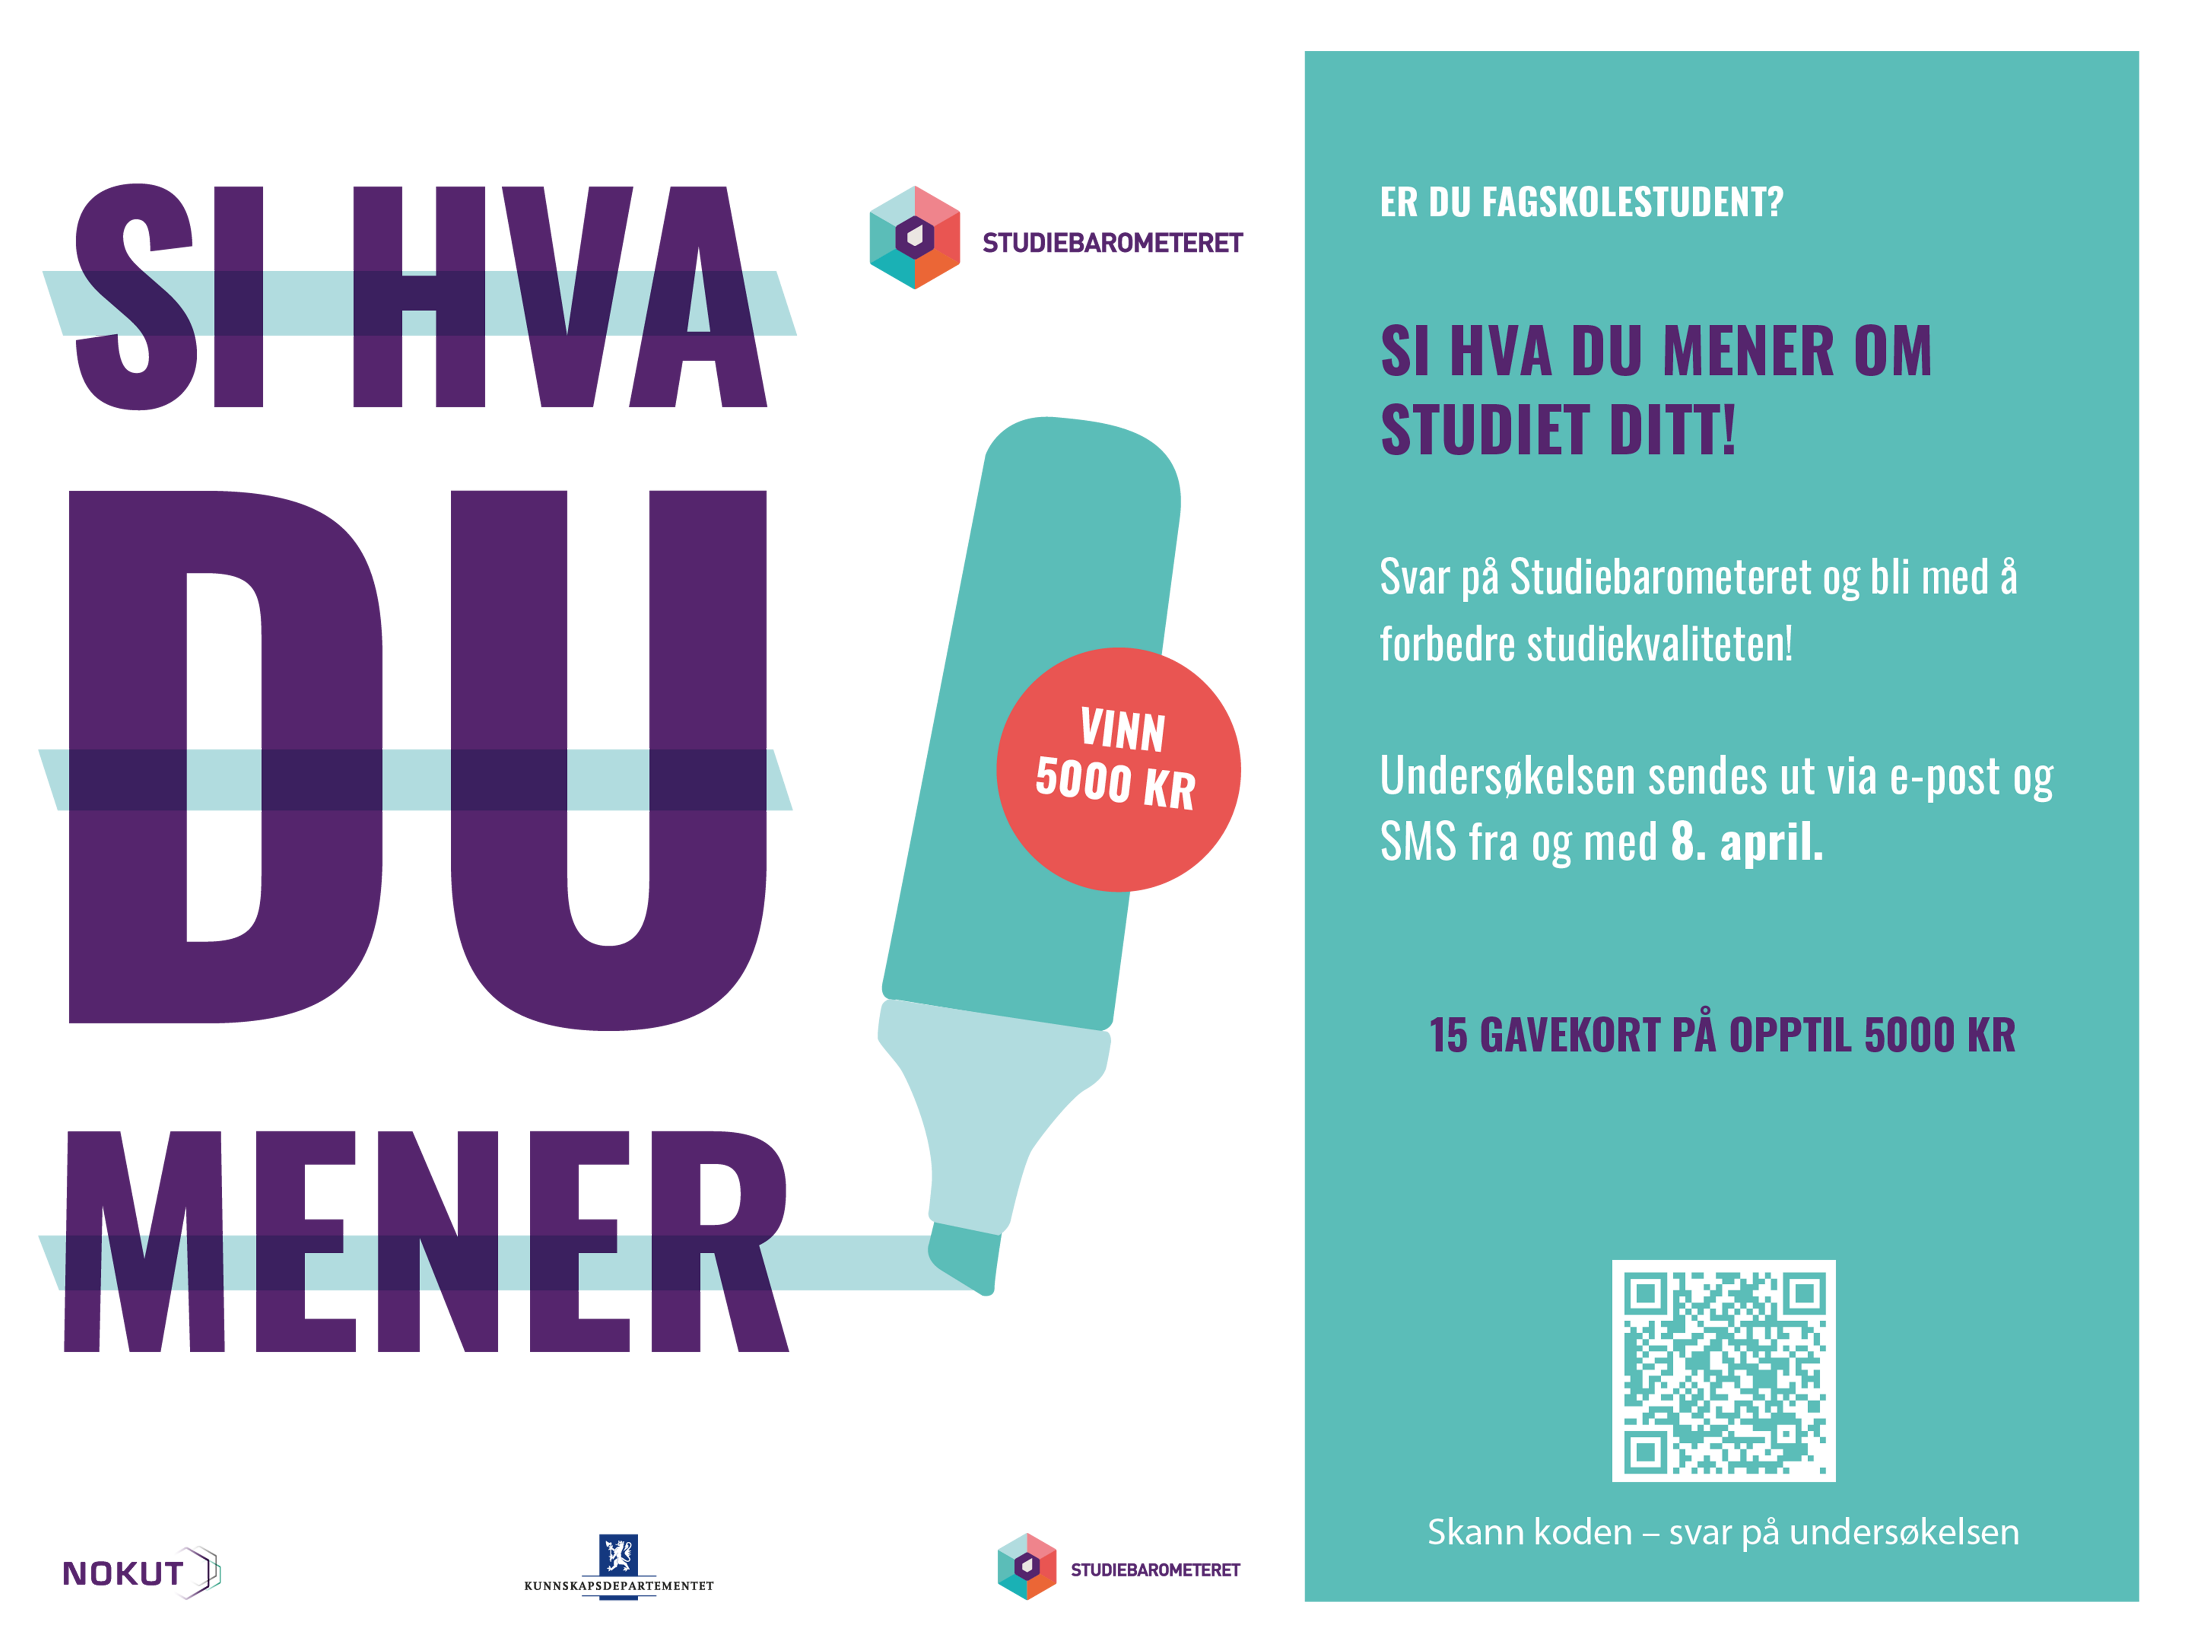 SI HVA
DU
MENER
STUDIEBAROMETERET
VINN
5000 KR
NOKUT
KUNNSKAPSDEPARTEMENTET
STUDIEBAROMETERET
ER DU FAGSKOLESTUDENT?
SI HVA DU MENER OM
STUDIET DITT!
Svar på Studiebarometeret og bli med å
forbedre studiekvaliteten!
Undersøkelsen sendes ut via e-post og
SMS fra og med 8. april.
15 GAVEKORT PÅ OPPTIL 5000 KR
Skann koden – svar på undersøkelsen